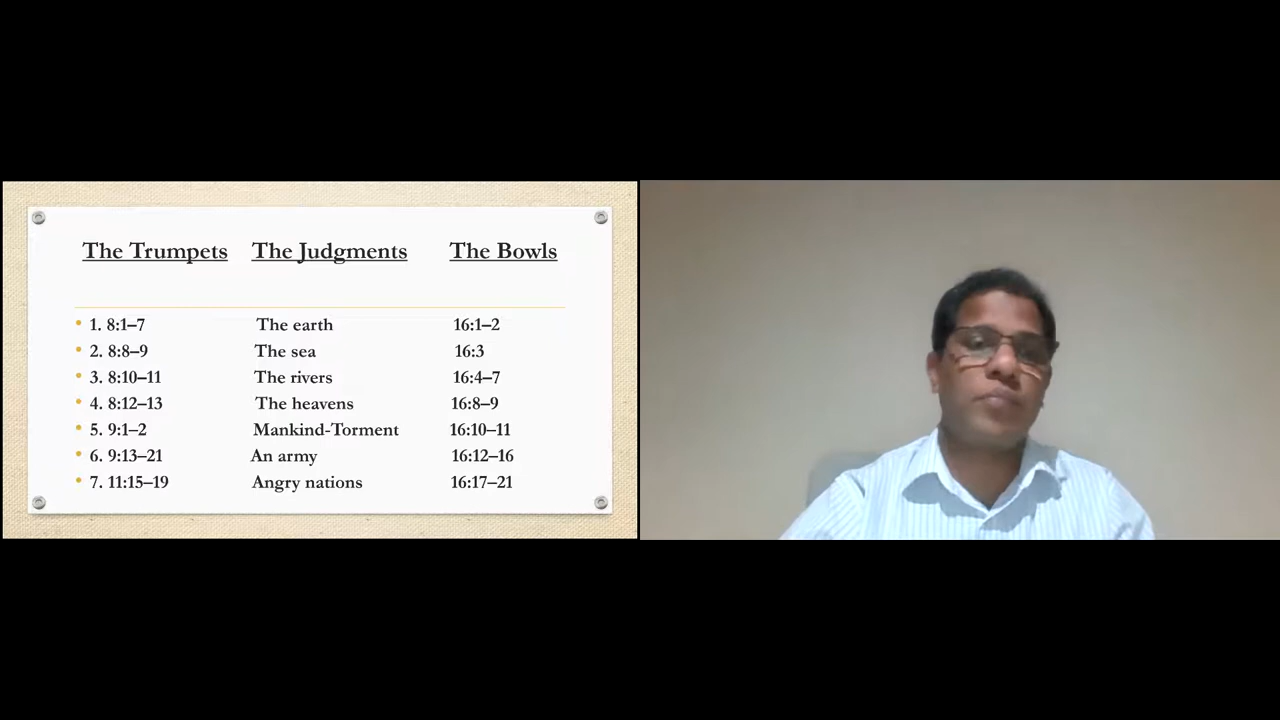 The Trumpets The Judgments The Bowls
• 1. 8:1–7 The earth 16:1–2
• 2. 8:8–9 The sea 16:3
• 3. 8:10–11 The rivers 16:4–7
• 4. 8:12–13 The heavens 16:8–9
• 5. 9:1–2 Mankind-Torment 16:10–11
• 6. 9:13–21 An army 16:12–16
• 7. 11:15–19 Angry nations 16:17–21